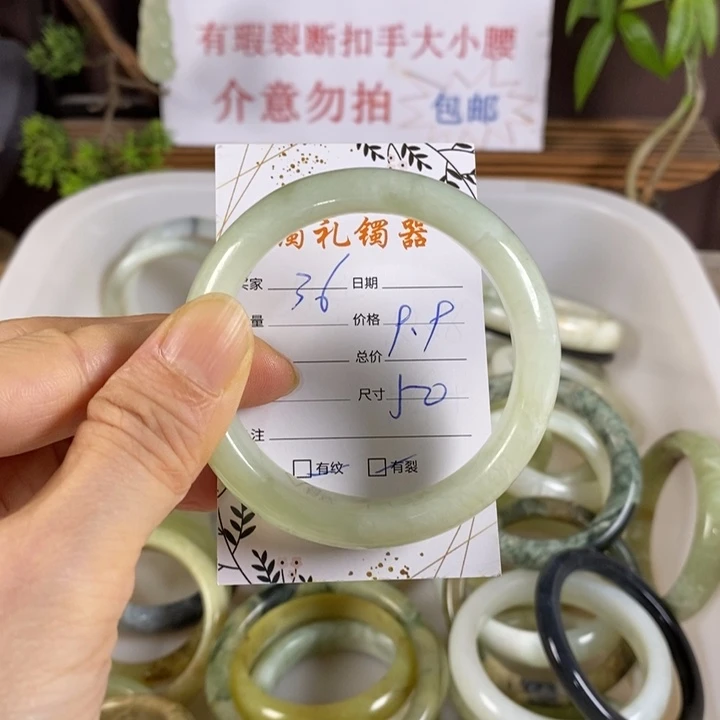 有瑕裂断扣手大小腰
介意勿拍 包邮
礼镯器
买家 36 日期
量 价格 9.9
总价
尺寸 50
注
有纹 有裂